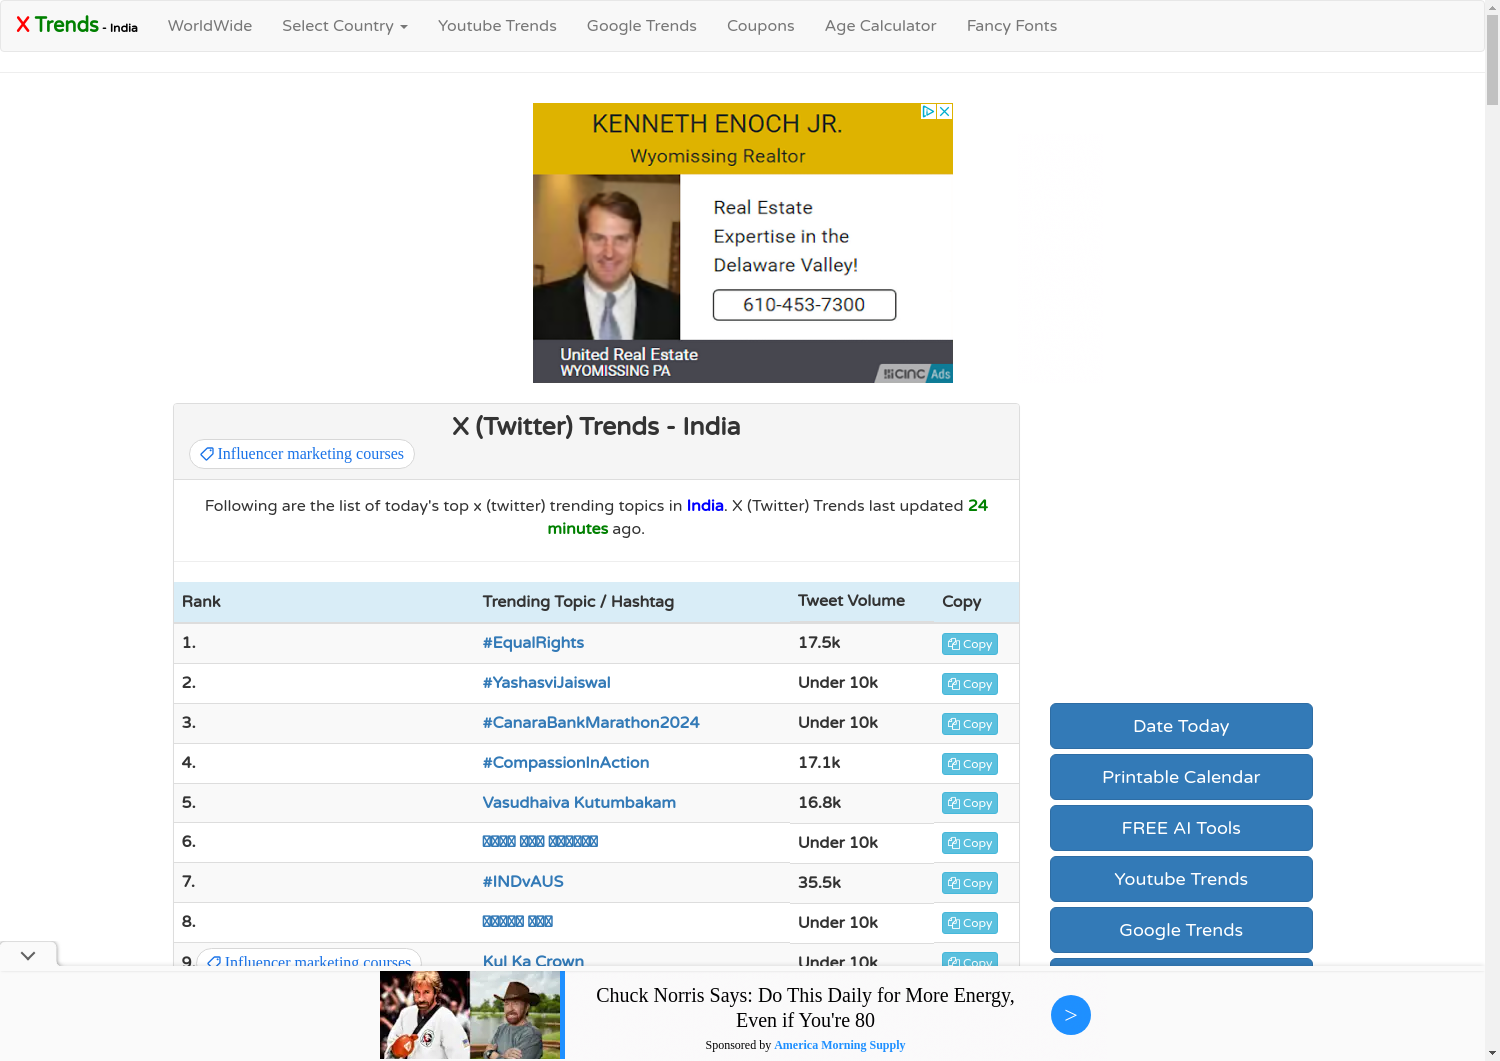 X Trends - India WorldWide Select Country Youtube Trends Google Trends Coupons Age Calculator Fancy Fonts
KENNETH ENOCH JR.
Wyomissing Realtor
Real Estate
Expertise in the
Delaware Valley!
610-453-7300
United Real Estate
WYOMISSING PA
CINC Ads
X (Twitter) Trends - India
Influencer marketing courses
Following are the list of today's top x (twitter) trending topics in India. X (Twitter) Trends last updated 24
minutes ago.
Rank Trending Topic / Hashtag Tweet Volume Copy
1. #EqualRights 17.5k Copy
2. #YashasviJaiswal Under 10k Copy
3. #CanaraBankMarathon2024 Under 10k Copy
4. #CompassionInAction 17.1k Copy
5. Vasudhaiva Kutumbakam 16.8k Copy
6. Under 10k Copy
7. #INDvAUS 35.5k Copy
8. Under 10k Copy
9. Influencer marketing courses Kul Ka Crown Under 10k Copy
Date Today
Printable Calendar
FREE AI Tools
Youtube Trends
Google Trends
Chuck Norris Says: Do This Daily for More Energy,
Even if You're 80
Sponsored by America Morning Supply
>